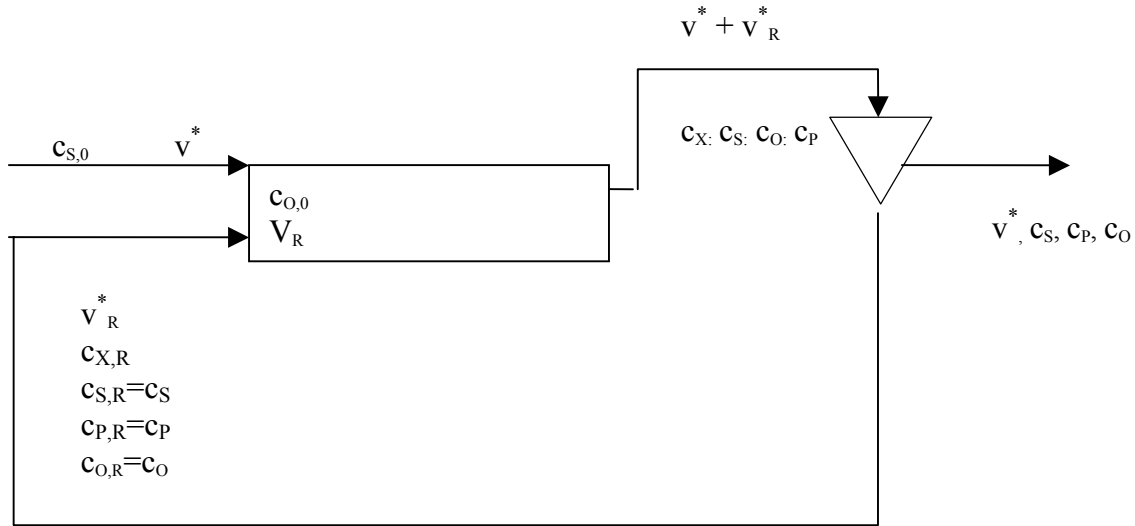 v* + v*R
cX: cS: cO: cP
cS,0 v*
cO,0
VR
v*, cS, cP, cO
v*R
cX,R
cS,R=cS
cP,R=cP
cO,R=cO